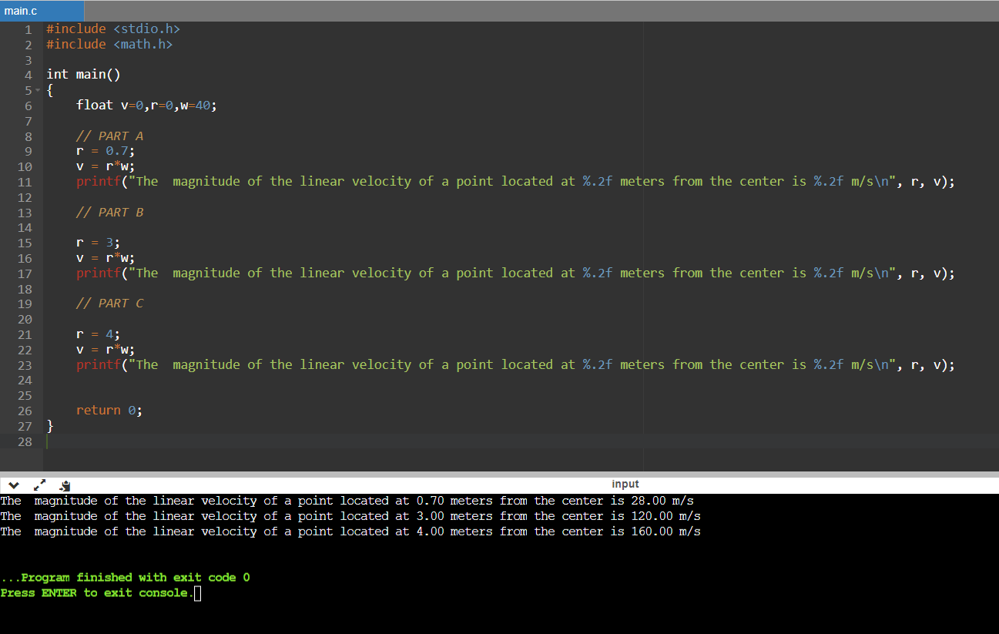 main.c
1 #include <stdio.h>
2 #include <math.h>
3
4 int main()
5 {
6     float v=0,r=0,w=40;
7
8     // PART A
9     r = 0.7;
10     v = r*w;
11     printf("The  magnitude of the linear velocity of a point located at %.2f meters from the center is %.2f m/s\n", r, v);
12
13     // PART B
14
15     r = 3;
16     v = r*w;
17     printf("The  magnitude of the linear velocity of a point located at %.2f meters from the center is %.2f m/s\n", r, v);
18
19     // PART C
20
21     r = 4;
22     v = r*w;
23     printf("The  magnitude of the linear velocity of a point located at %.2f meters from the center is %.2f m/s\n", r, v);
24
25
26     return 0;
27 }
28
input
The  magnitude of the linear velocity of a point located at 0.70 meters from the center is 28.00 m/s
The  magnitude of the linear velocity of a point located at 3.00 meters from the center is 120.00 m/s
The  magnitude of the linear velocity of a point located at 4.00 meters from the center is 160.00 m/s
...Program finished with exit code 0
Press ENTER to exit console.